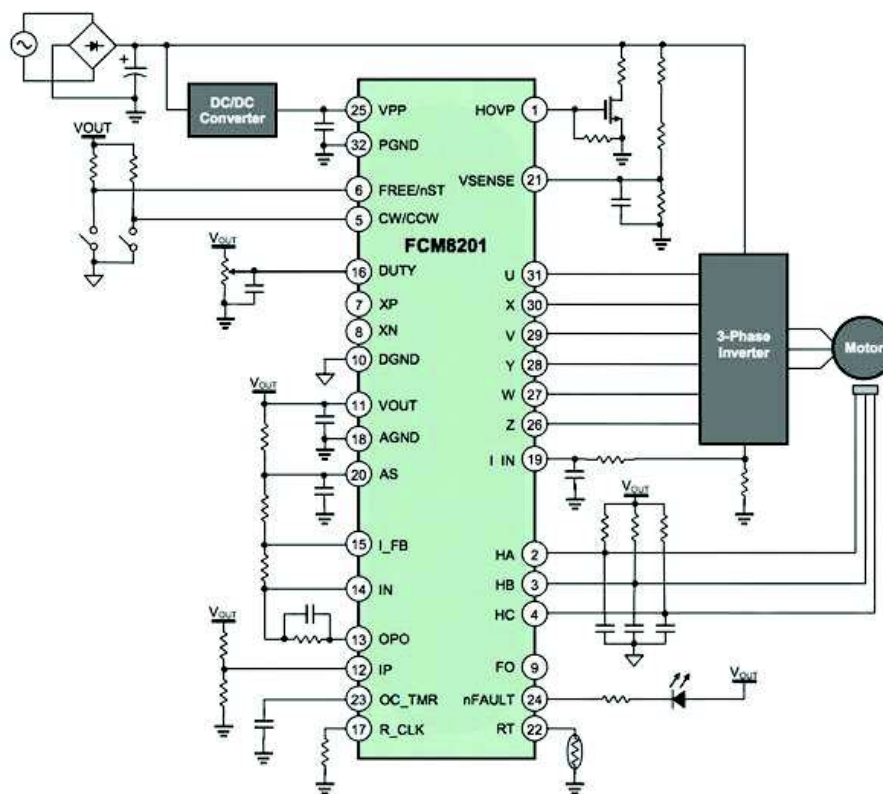 DC/DC
Converter
25 VPP
HOVP 1
VOUT
32 PGND
6 FREE/nST
VSENSE 21
5 CW/CCW
FCM8201
VOUT
16 DUTY
U 31
7 XP
X 30
8 XN
V 29
3-Phase
Inverter
Motor
10 DGND
Y 28
VOUT
11 VOUT
W 27
18 AGND
Z 26
20 AS
I IN 19
VOUT
15 I_FB
HA 2
14 IN
HB 3
VOUT
HC 4
13 OPO
12 IP
FO 9
VOUT
23 OC_TMR
nFAULT 24
17 R_CLK
RT 22